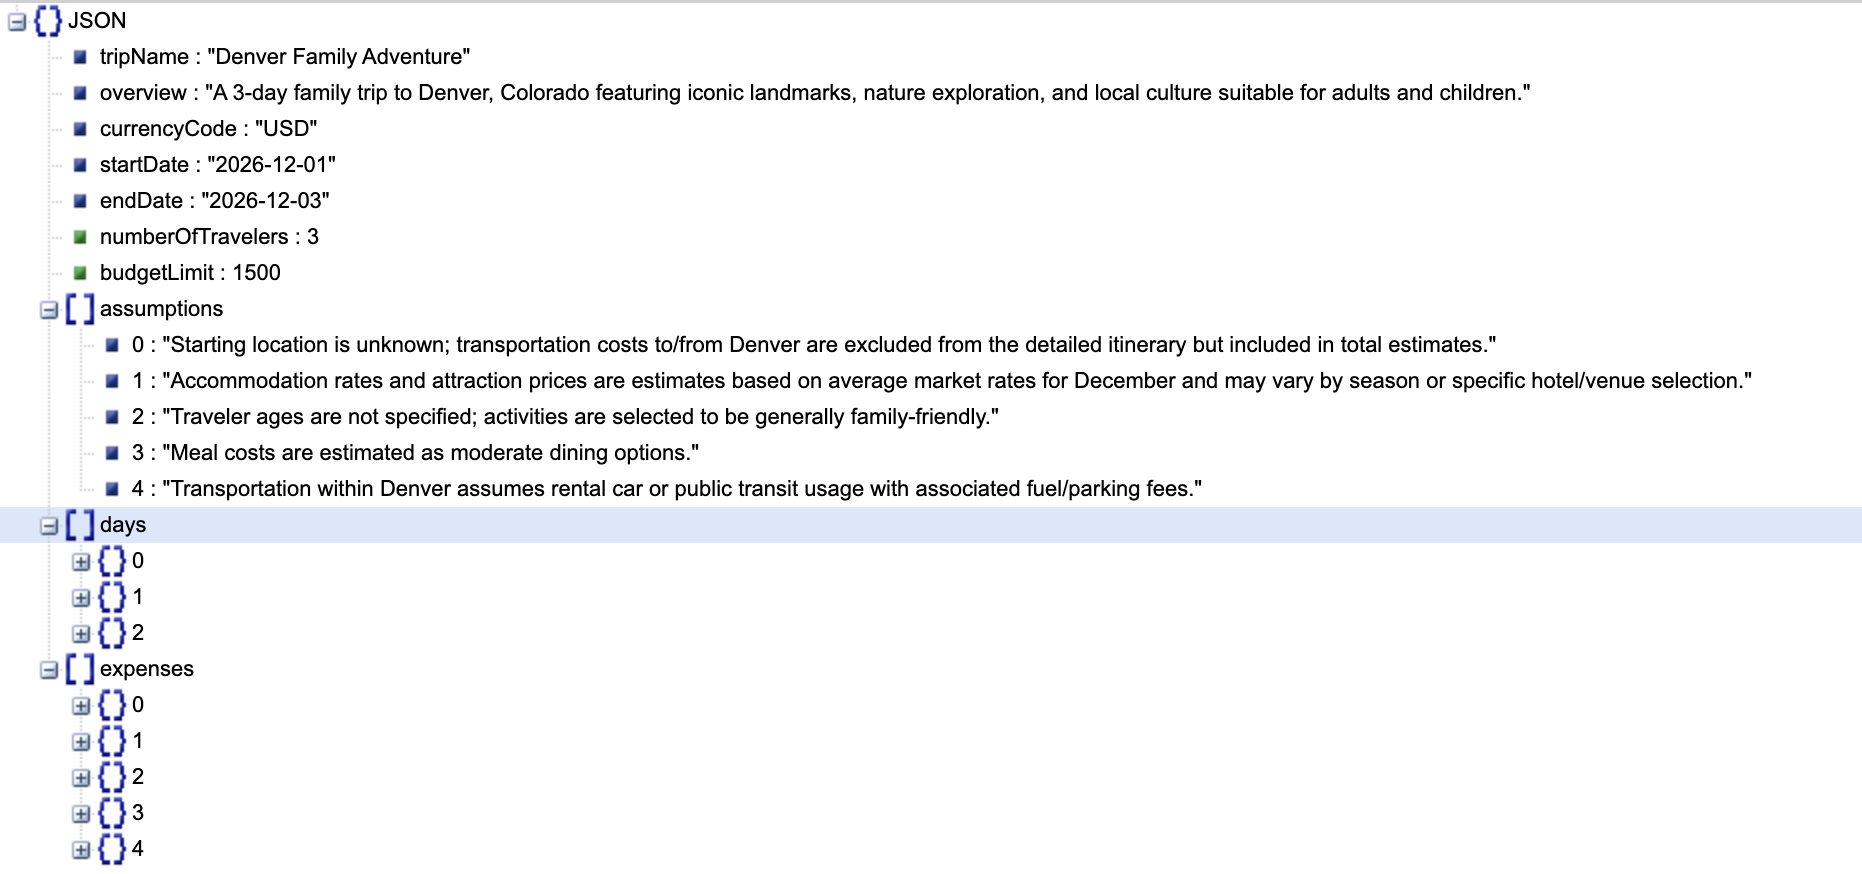 JSON
tripName : "Denver Family Adventure"
overview : "A 3-day family trip to Denver, Colorado featuring iconic landmarks, nature exploration, and local culture suitable for adults and children."
currencyCode : "USD"
startDate : "2026-12-01"
endDate : "2026-12-03"
numberOfTravelers : 3
budgetLimit : 1500
assumptions
0 : "Starting location is unknown; transportation costs to/from Denver are excluded from the detailed itinerary but included in total estimates."
1 : "Accommodation rates and attraction prices are estimates based on average market rates for December and may vary by season or specific hotel/venue selection."
2 : "Traveler ages are not specified; activities are selected to be generally family-friendly."
3 : "Meal costs are estimated as moderate dining options."
4 : "Transportation within Denver assumes rental car or public transit usage with associated fuel/parking fees."
days
0
1
2
expenses
0
1
2
3
4